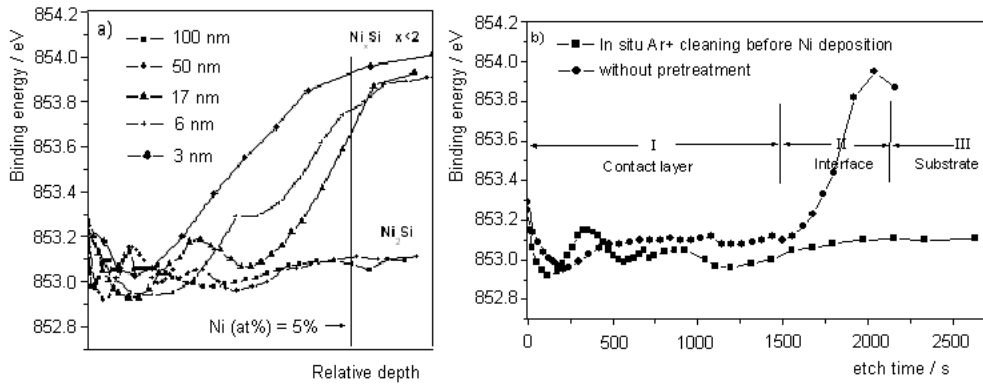 a)
Binding energy / eV
854.2
854.0
853.8
853.6
853.4
853.2
853.0
852.8
100 nm
50 nm
17 nm
6 nm
3 nm
NixSi x<2
Ni2Si
Ni (at%) = 5%
Relative depth
b)
Binding energy / eV
854.2
854.0
853.8
853.6
853.4
853.2
853.0
852.8
In situ Ar+ cleaning before Ni deposition
without pretreatment
I II III
Contact layer Interface Substrate
0 500 1000 1500 2000 2500
etch time / s